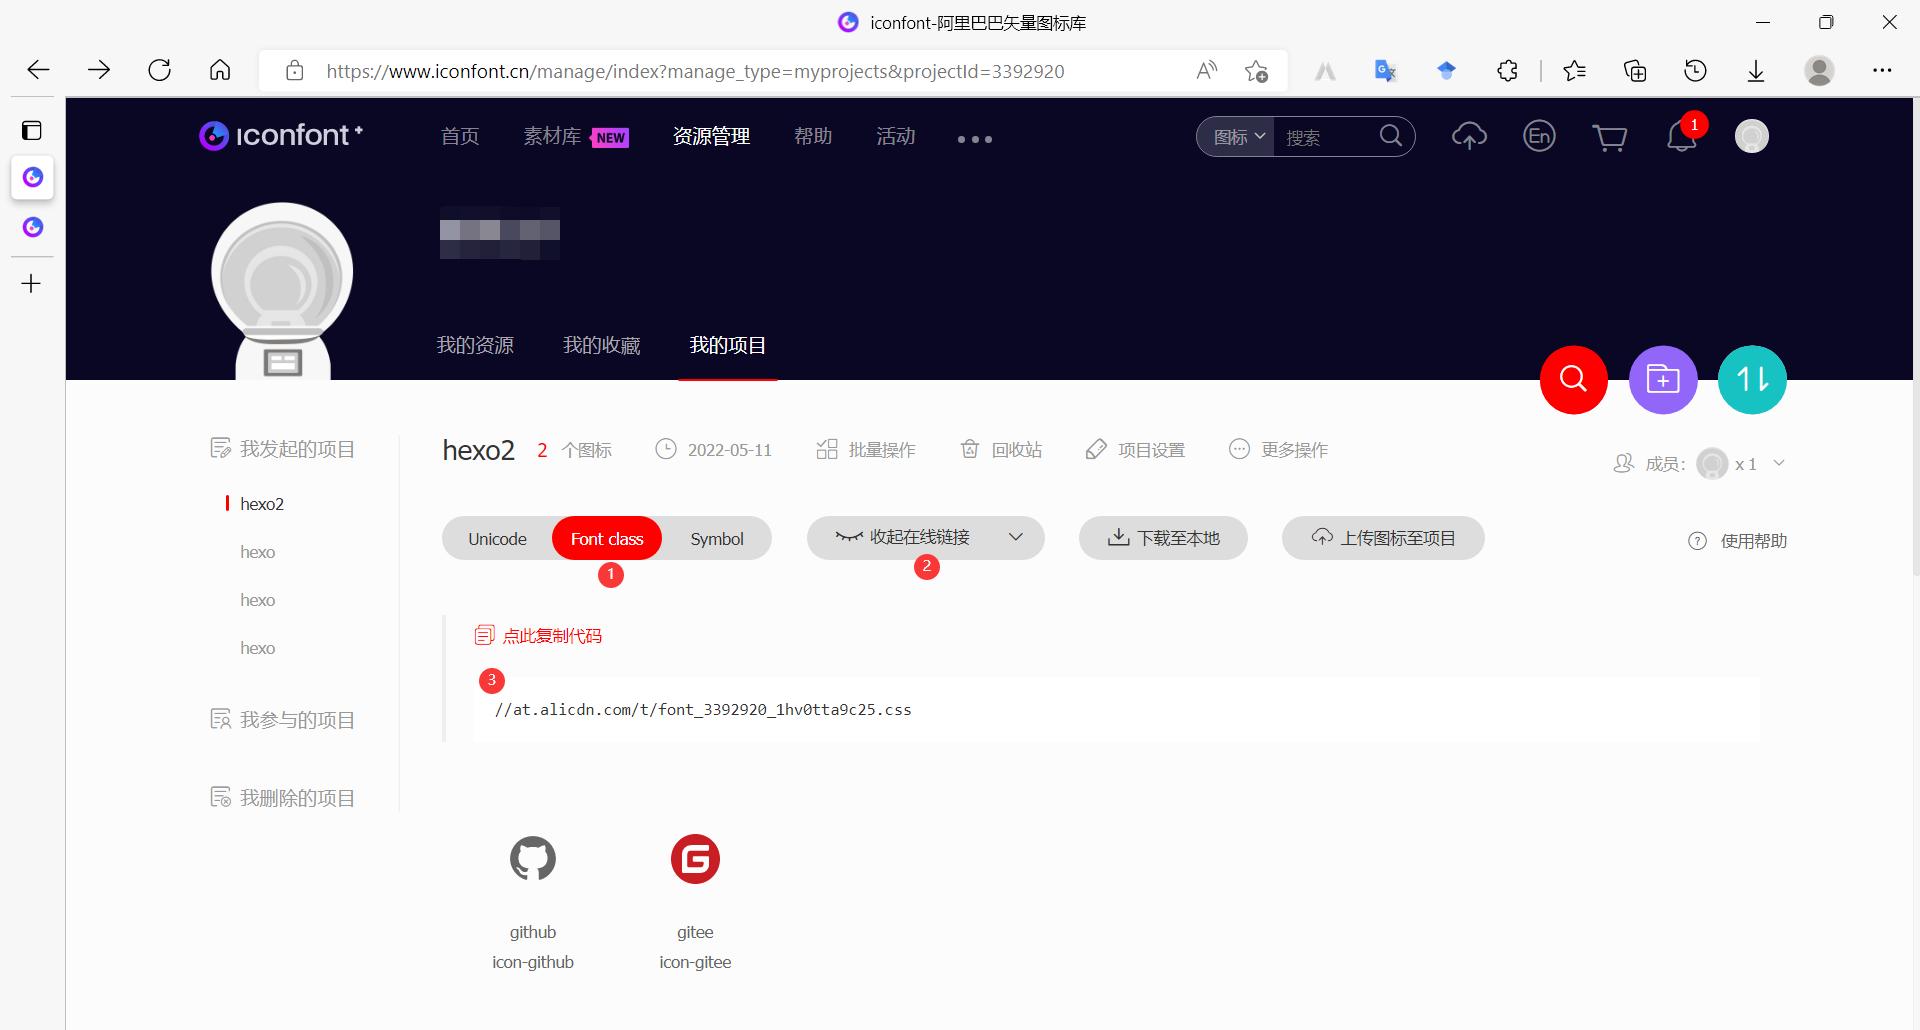 iconfont-阿里巴巴矢量图标库
https://www.iconfont.cn/manage/index?manage_type=myprojects&projectId=3392920
iconfont+
首页
素材库 NEW
资源管理
帮助
活动
图标
搜索
En
1
我的资源
我的收藏
我的项目
我发起的项目
hexo2
hexo
hexo
hexo
我参与的项目
我删除的项目
hexo2
2 个图标
2022-05-11
批量操作
回收站
项目设置
更多操作
成员:
x 1
Unicode
Font class
Symbol
收起在线链接
下载至本地
上传图标至项目
使用帮助
1
2
点此复制代码
3
//at.alicdn.com/t/font_3392920_1hv0tta9c25.css
github
icon-github
gitee
icon-gitee